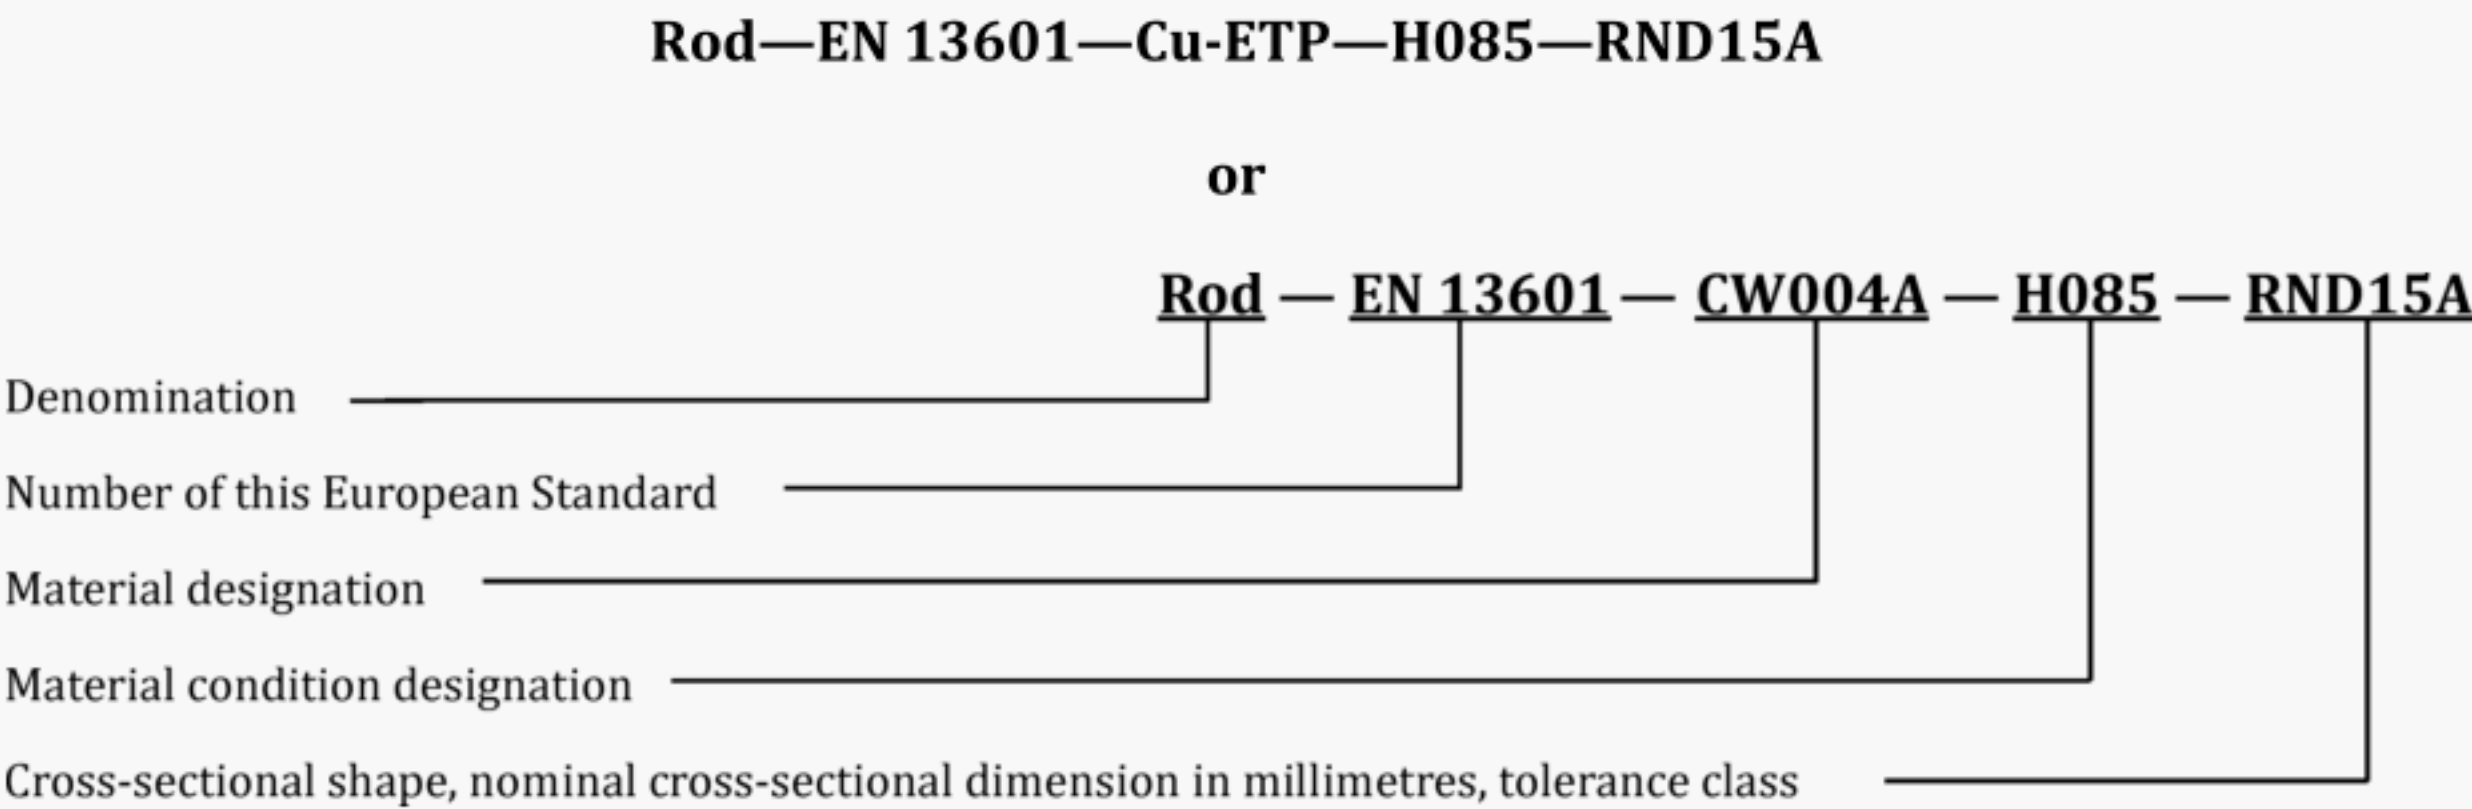 Rod—EN 13601—Cu-ETP—H085—RND15A
or
Rod — EN 13601 — CW004A — H085 — RND15A
Denomination
Number of this European Standard
Material designation
Material condition designation
Cross-sectional shape, nominal cross-sectional dimension in millimetres, tolerance class